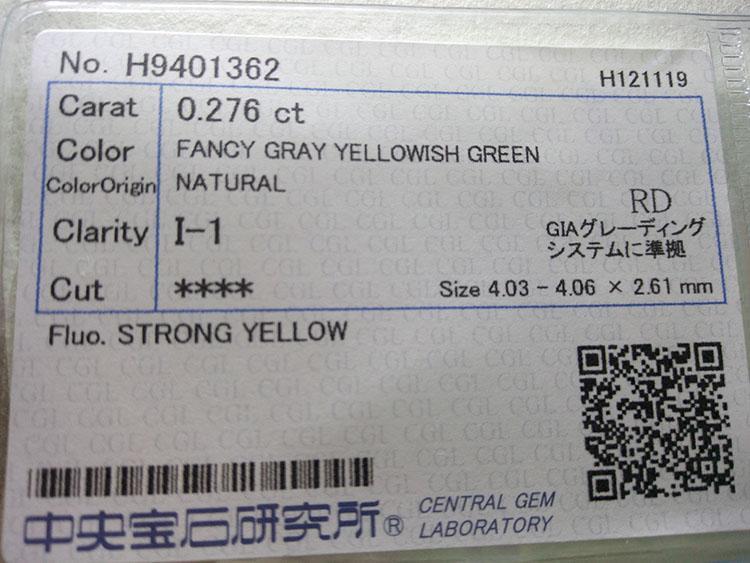 No. H9401362
H121119
Carat 0.276 ct
Color FANCY GRAY YELLOWISH GREEN
ColorOrigin NATURAL
RD
Clarity I-1
GIAグレーディング
システムに準拠
Cut ****
Size 4.03 - 4.06 × 2.61 mm
Fluo. STRONG YELLOW
中央宝石研究所® CENTRAL GEM
LABORATORY